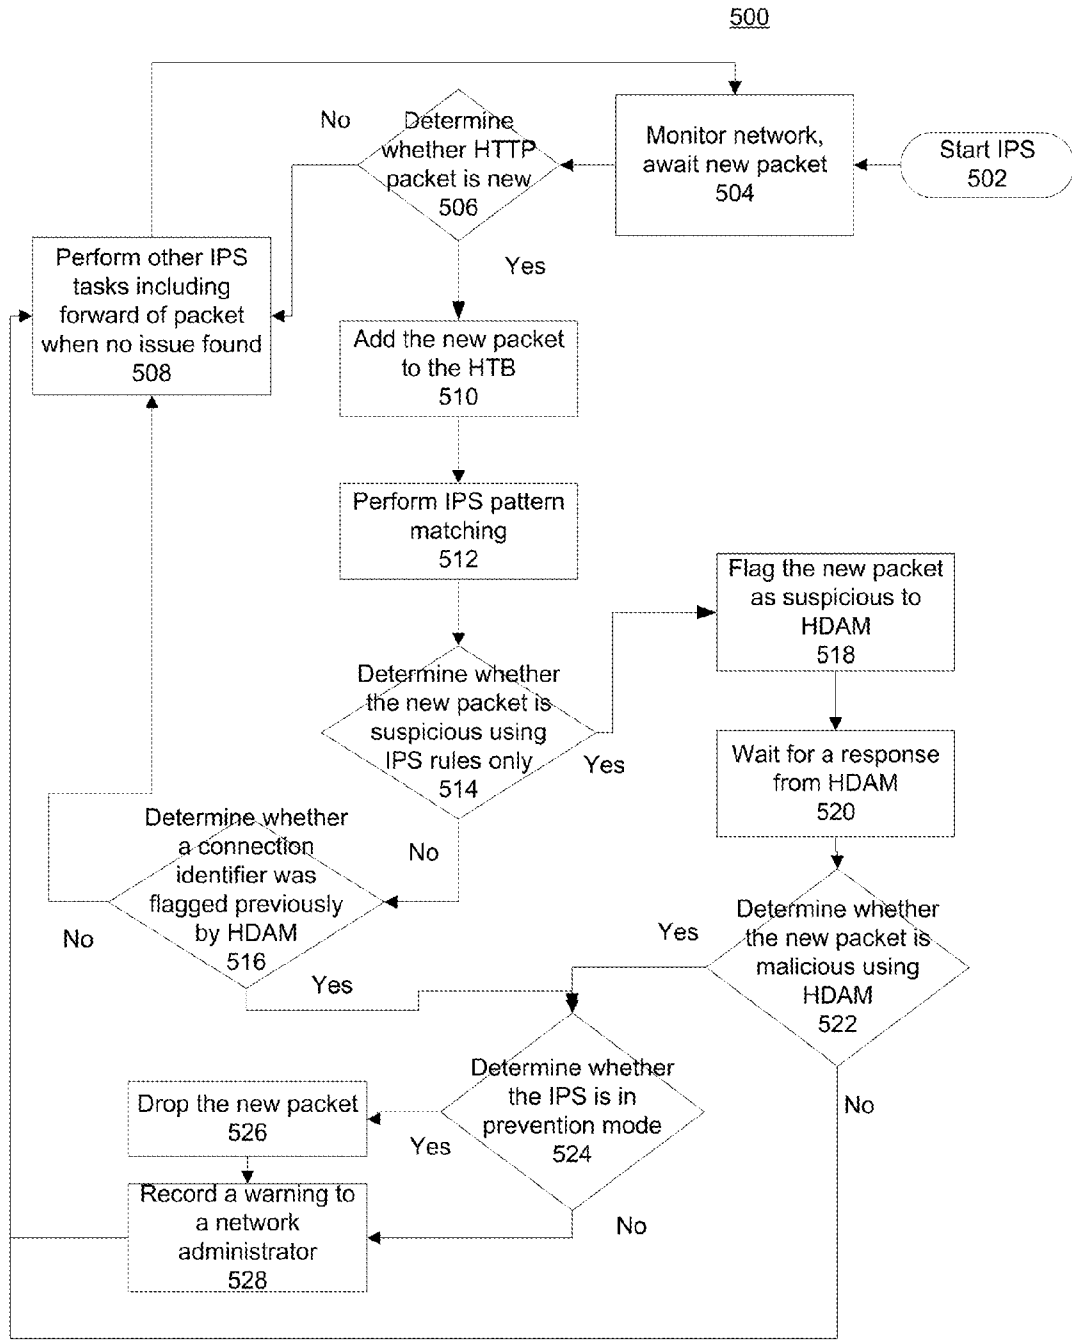 500
Start IPS
502
Monitor network,
await new packet
504
Determine
whether HTTP
packet is new
506
No
Yes
Perform other IPS
tasks including
forward of packet
when no issue found
508
Add the new packet
to the HTB
510
Perform IPS pattern
matching
512
Determine whether
the new packet is
suspicious using
IPS rules only
514
Yes
No
Flag the new packet
as suspicious to
HDAM
518
Wait for a response
from HDAM
520
Determine whether
a connection
identifier was
flagged previously
by HDAM
516
No
Yes
Determine whether
the new packet is
malicious using
HDAM
522
Yes
No
Determine whether
the IPS is in
prevention mode
524
Yes
No
Drop the new packet
526
Record a warning to
a network
administrator
528